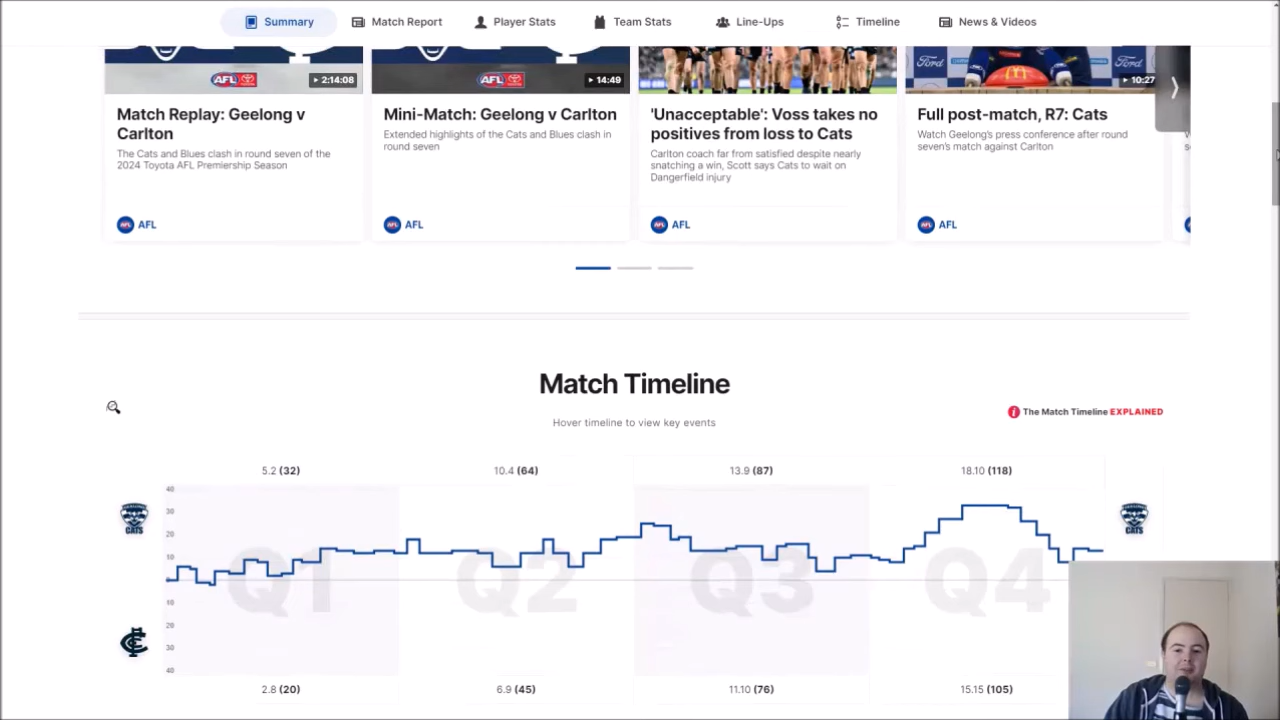 Summary Match Report Player Stats Team Stats Line-Ups Timeline News & Videos
AFL 2:14:08
AFL 14:49
Ford Ford 10:27
Match Replay: Geelong v
Carlton
The Cats and Blues clash in round seven of the
2024 Toyota AFL Premiership Season
AFL
Mini-Match: Geelong v Carlton
Extended highlights of the Cats and Blues clash in
round seven
AFL
'Unacceptable': Voss takes no
positives from loss to Cats
Carlton coach far from satisfied despite nearly
snatching a win, Scott says Cats to wait on
Dangerfield injury
AFL
Full post-match, R7: Cats
Watch Geelong's press conference after round
seven's match against Carlton
AFL
Match Timeline
The Match Timeline EXPLAINED
Hover timeline to view key events
5.2 (32) 10.4 (64) 13.9 (87) 18.10 (118)
40
30
20
10
10
20
30
40
CATS
CATS
Q1 Q2 Q3 Q4
2.8 (20) 6.9 (45) 11.10 (76) 15.15 (105)